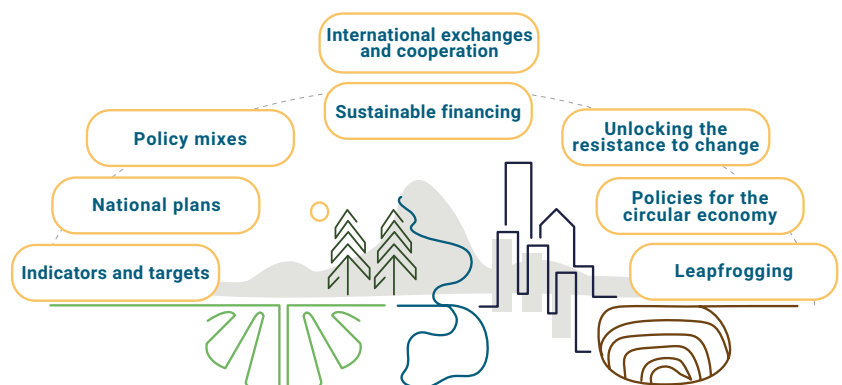 International exchanges
and cooperation
Sustainable financing
Policy mixes
Unlocking the
resistance to change
National plans
Policies for the
circular economy
Indicators and targets
Leapfrogging